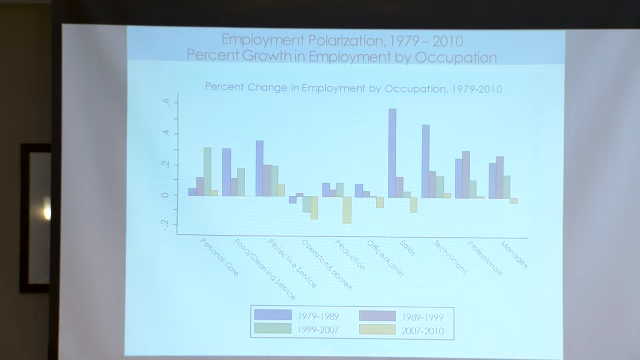 Employment Polarization, 1979 – 2010
Percent Growth in Employment by Occupation
Percent Change in Employment by Occupation, 1979-2010
.6
.4
.2
0
-.2
Personal Care
Food/Cleaning Service
Protective Service
Operators/Laborers
Production
Office/Admin
Sales
Technicians
Professionals
Managers
1979-1989
1989-1999
1999-2007
2007-2010